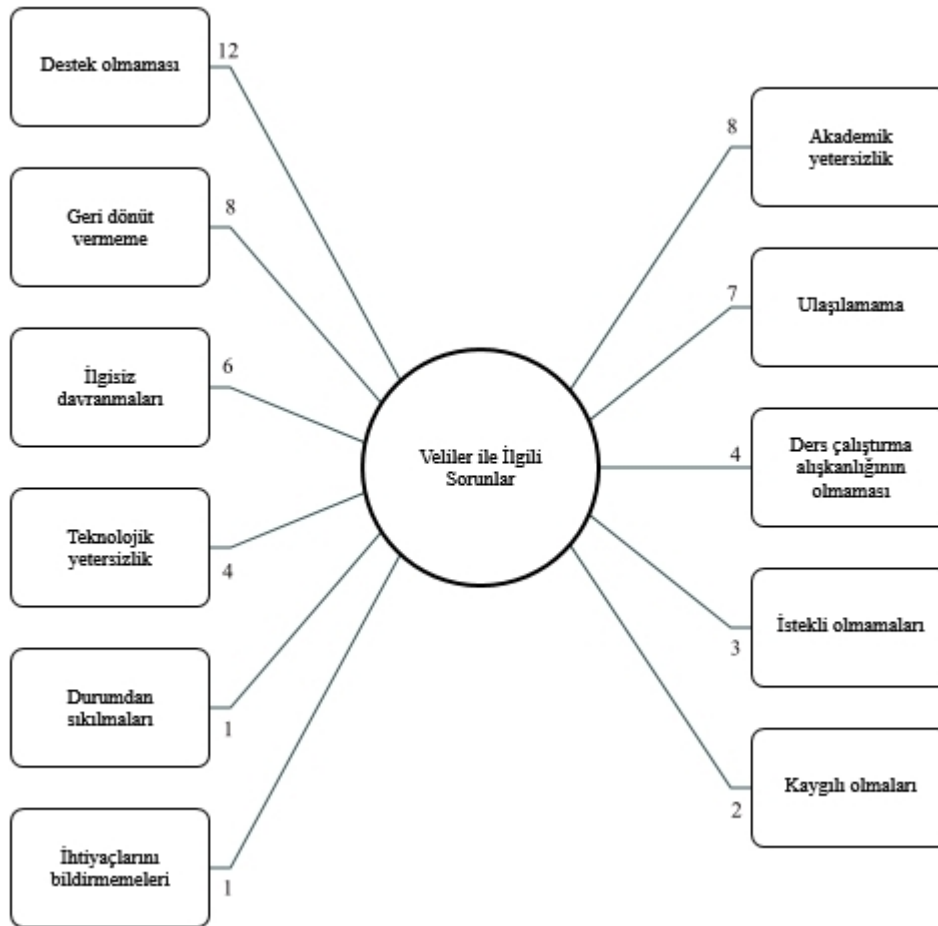 Destek olmaması
12
Geri dönüt
vermeme
8
İlgisiz
davranmaları
6
Teknolojik
yetersizlik
4
Durumdan
sıkılmaları
1
İhtiyaçlarını
bildirmemeleri
1
Veliler ile İlgili
Sorunlar
8
Akademik
yetersizlik
7
Ulaşılamama
4
Ders çalıştırma
alışkanlığının
olmaması
3
İstekli olmamaları
2
Kaygılı olmaları